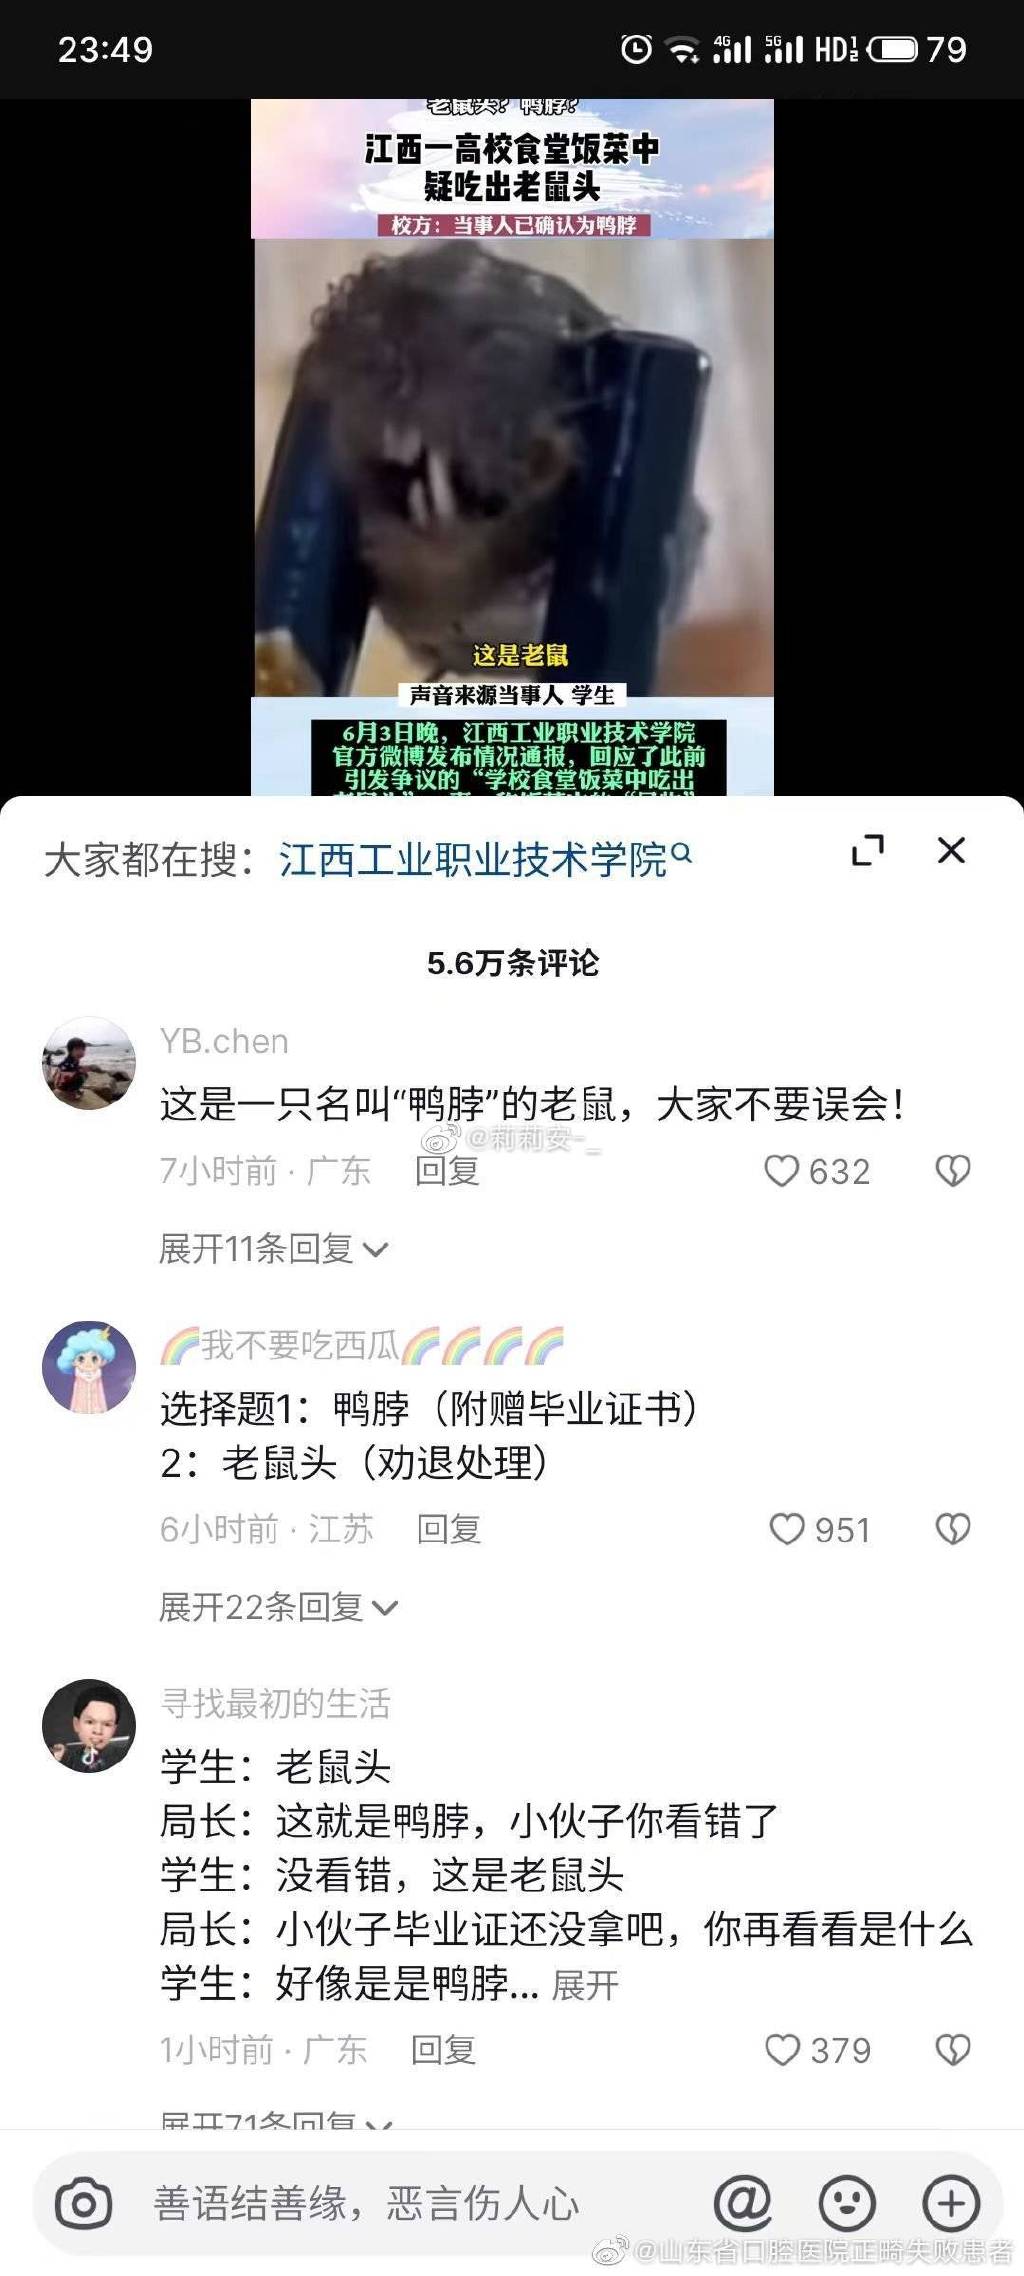 23:49
4G 5G HD 1 2 79
老鼠头？鸭脖？
江西一高校食堂饭菜中
疑吃出老鼠头
校方：当事人已确认为鸭脖
这是老鼠
声音来源当事人 学生
6月3日晚，江西工业职业技术学院
官方微博发布情况通报，回应了此前
引发争议的“学校食堂饭菜中吃出
大家都在搜：江西工业职业技术学院
5.6万条评论
YB.chen
这是一只名叫“鸭脖”的老鼠，大家不要误会！
@莉莉安-_
7小时前 · 广东 回复 632
展开11条回复
🌈我不要吃西瓜🌈🌈🌈🌈
选择题1：鸭脖（附赠毕业证书）
2：老鼠头（劝退处理）
6小时前 · 江苏 回复 951
展开22条回复
寻找最初的生活
学生：老鼠头
局长：这就是鸭脖，小伙子你看错了
学生：没看错，这是老鼠头
局长：小伙子毕业证还没拿吧，你再看看是什么
学生：好像是是鸭脖... 展开
1小时前 · 广东 回复 379
展开71条回复
善语结善缘，恶言伤人心
@山东省口腔医院正畸失败患者